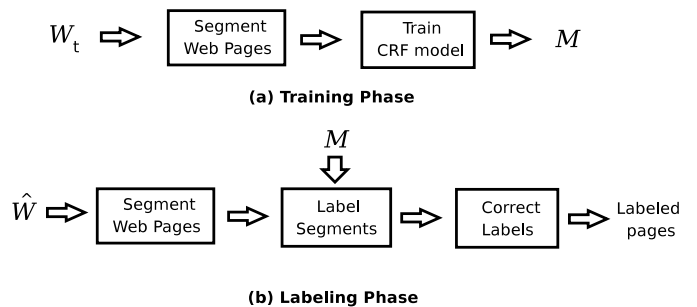 W_t
Segment
Web Pages
Train
CRF model
M
(a) Training Phase
M
Ŵ
Segment
Web Pages
Label
Segments
Correct
Labels
Labeled
pages
(b) Labeling Phase